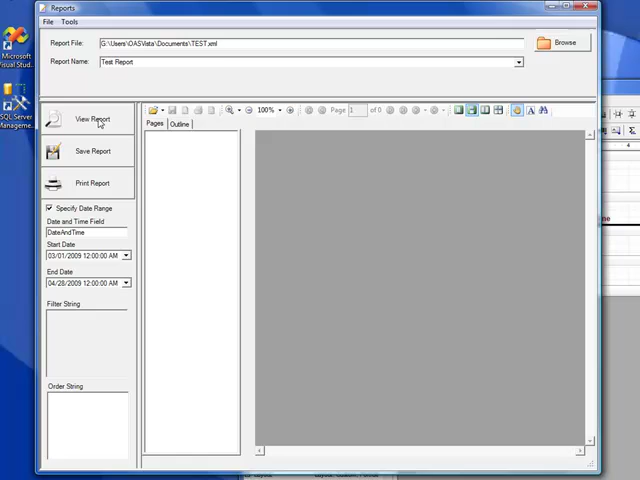 Reports
File Tools
Report File: G:\Users\OASVista\Documents\TEST.xml Browse
Report Name: Test Report
Microsoft
Visual Stud...
SQL Server
Manageme...
View Report
Save Report
Print Report
100% Page 1 of 0
Pages Outline
Specify Date Range
Date and Time Field
DateAndTime
Start Date
03/01/2009 12:00:00 AM
End Date
04/28/2009 12:00:00 AM
Filter String
Order String
A
4